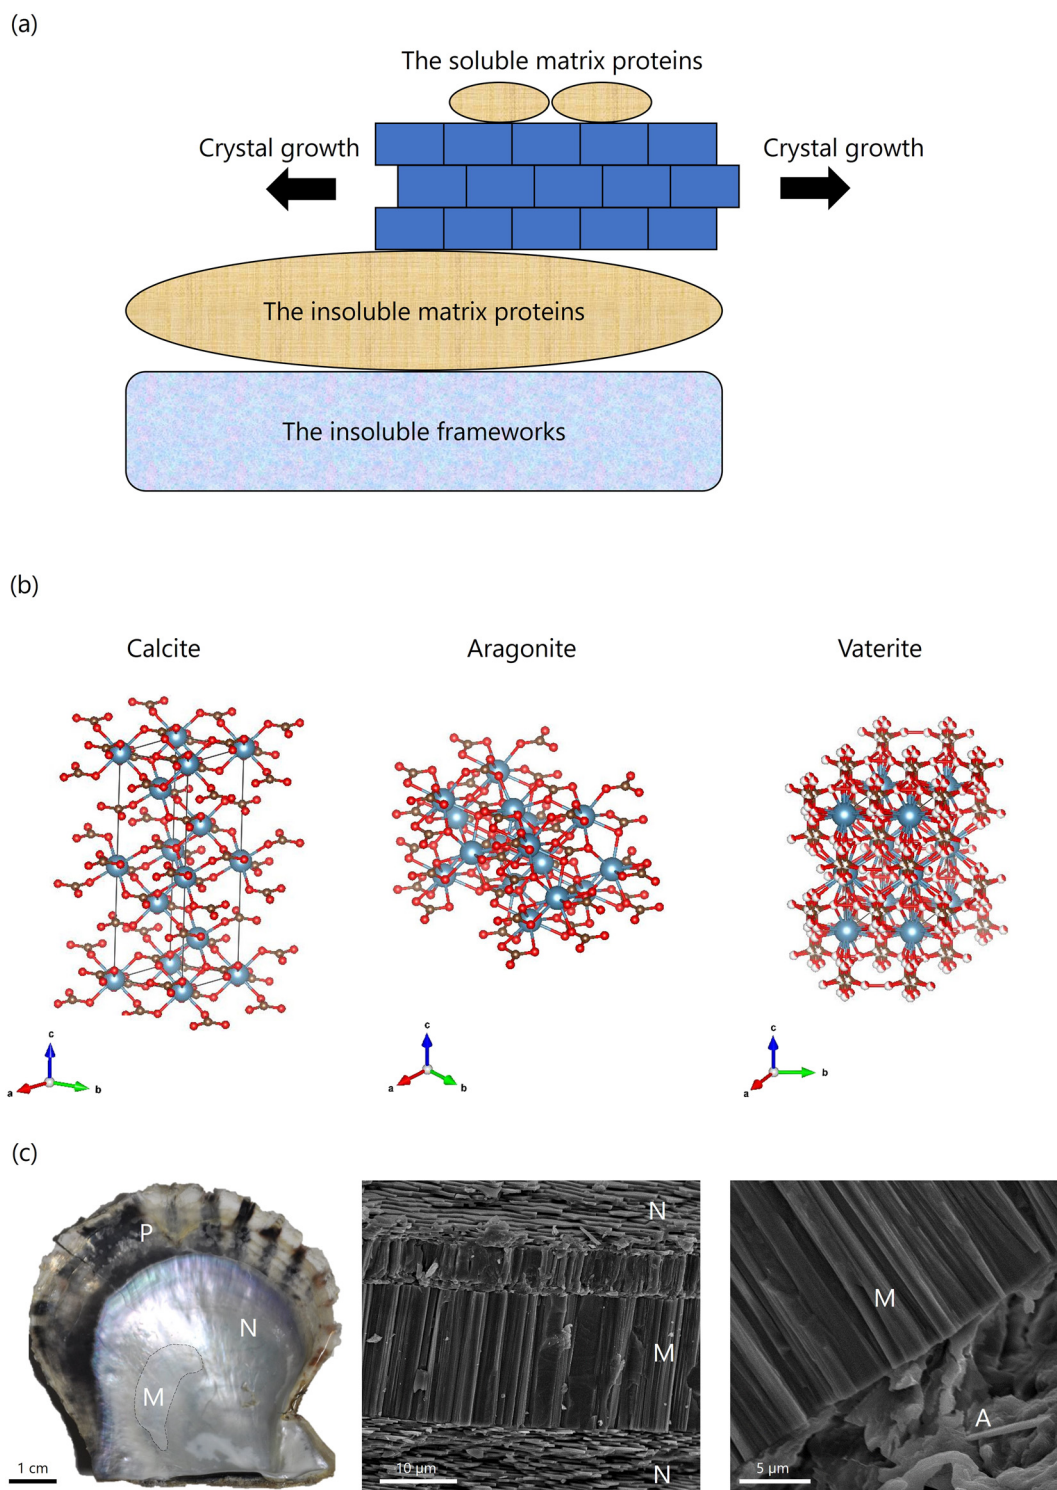 (a)
The soluble matrix proteins
Crystal growth
Crystal growth
The insoluble matrix proteins
The insoluble frameworks
(b)
Calcite
Aragonite
Vaterite
c
a
b
c
a
b
c
a
b
(c)
P
N
M
1 cm
N
M
N
10 μm
M
A
5 μm